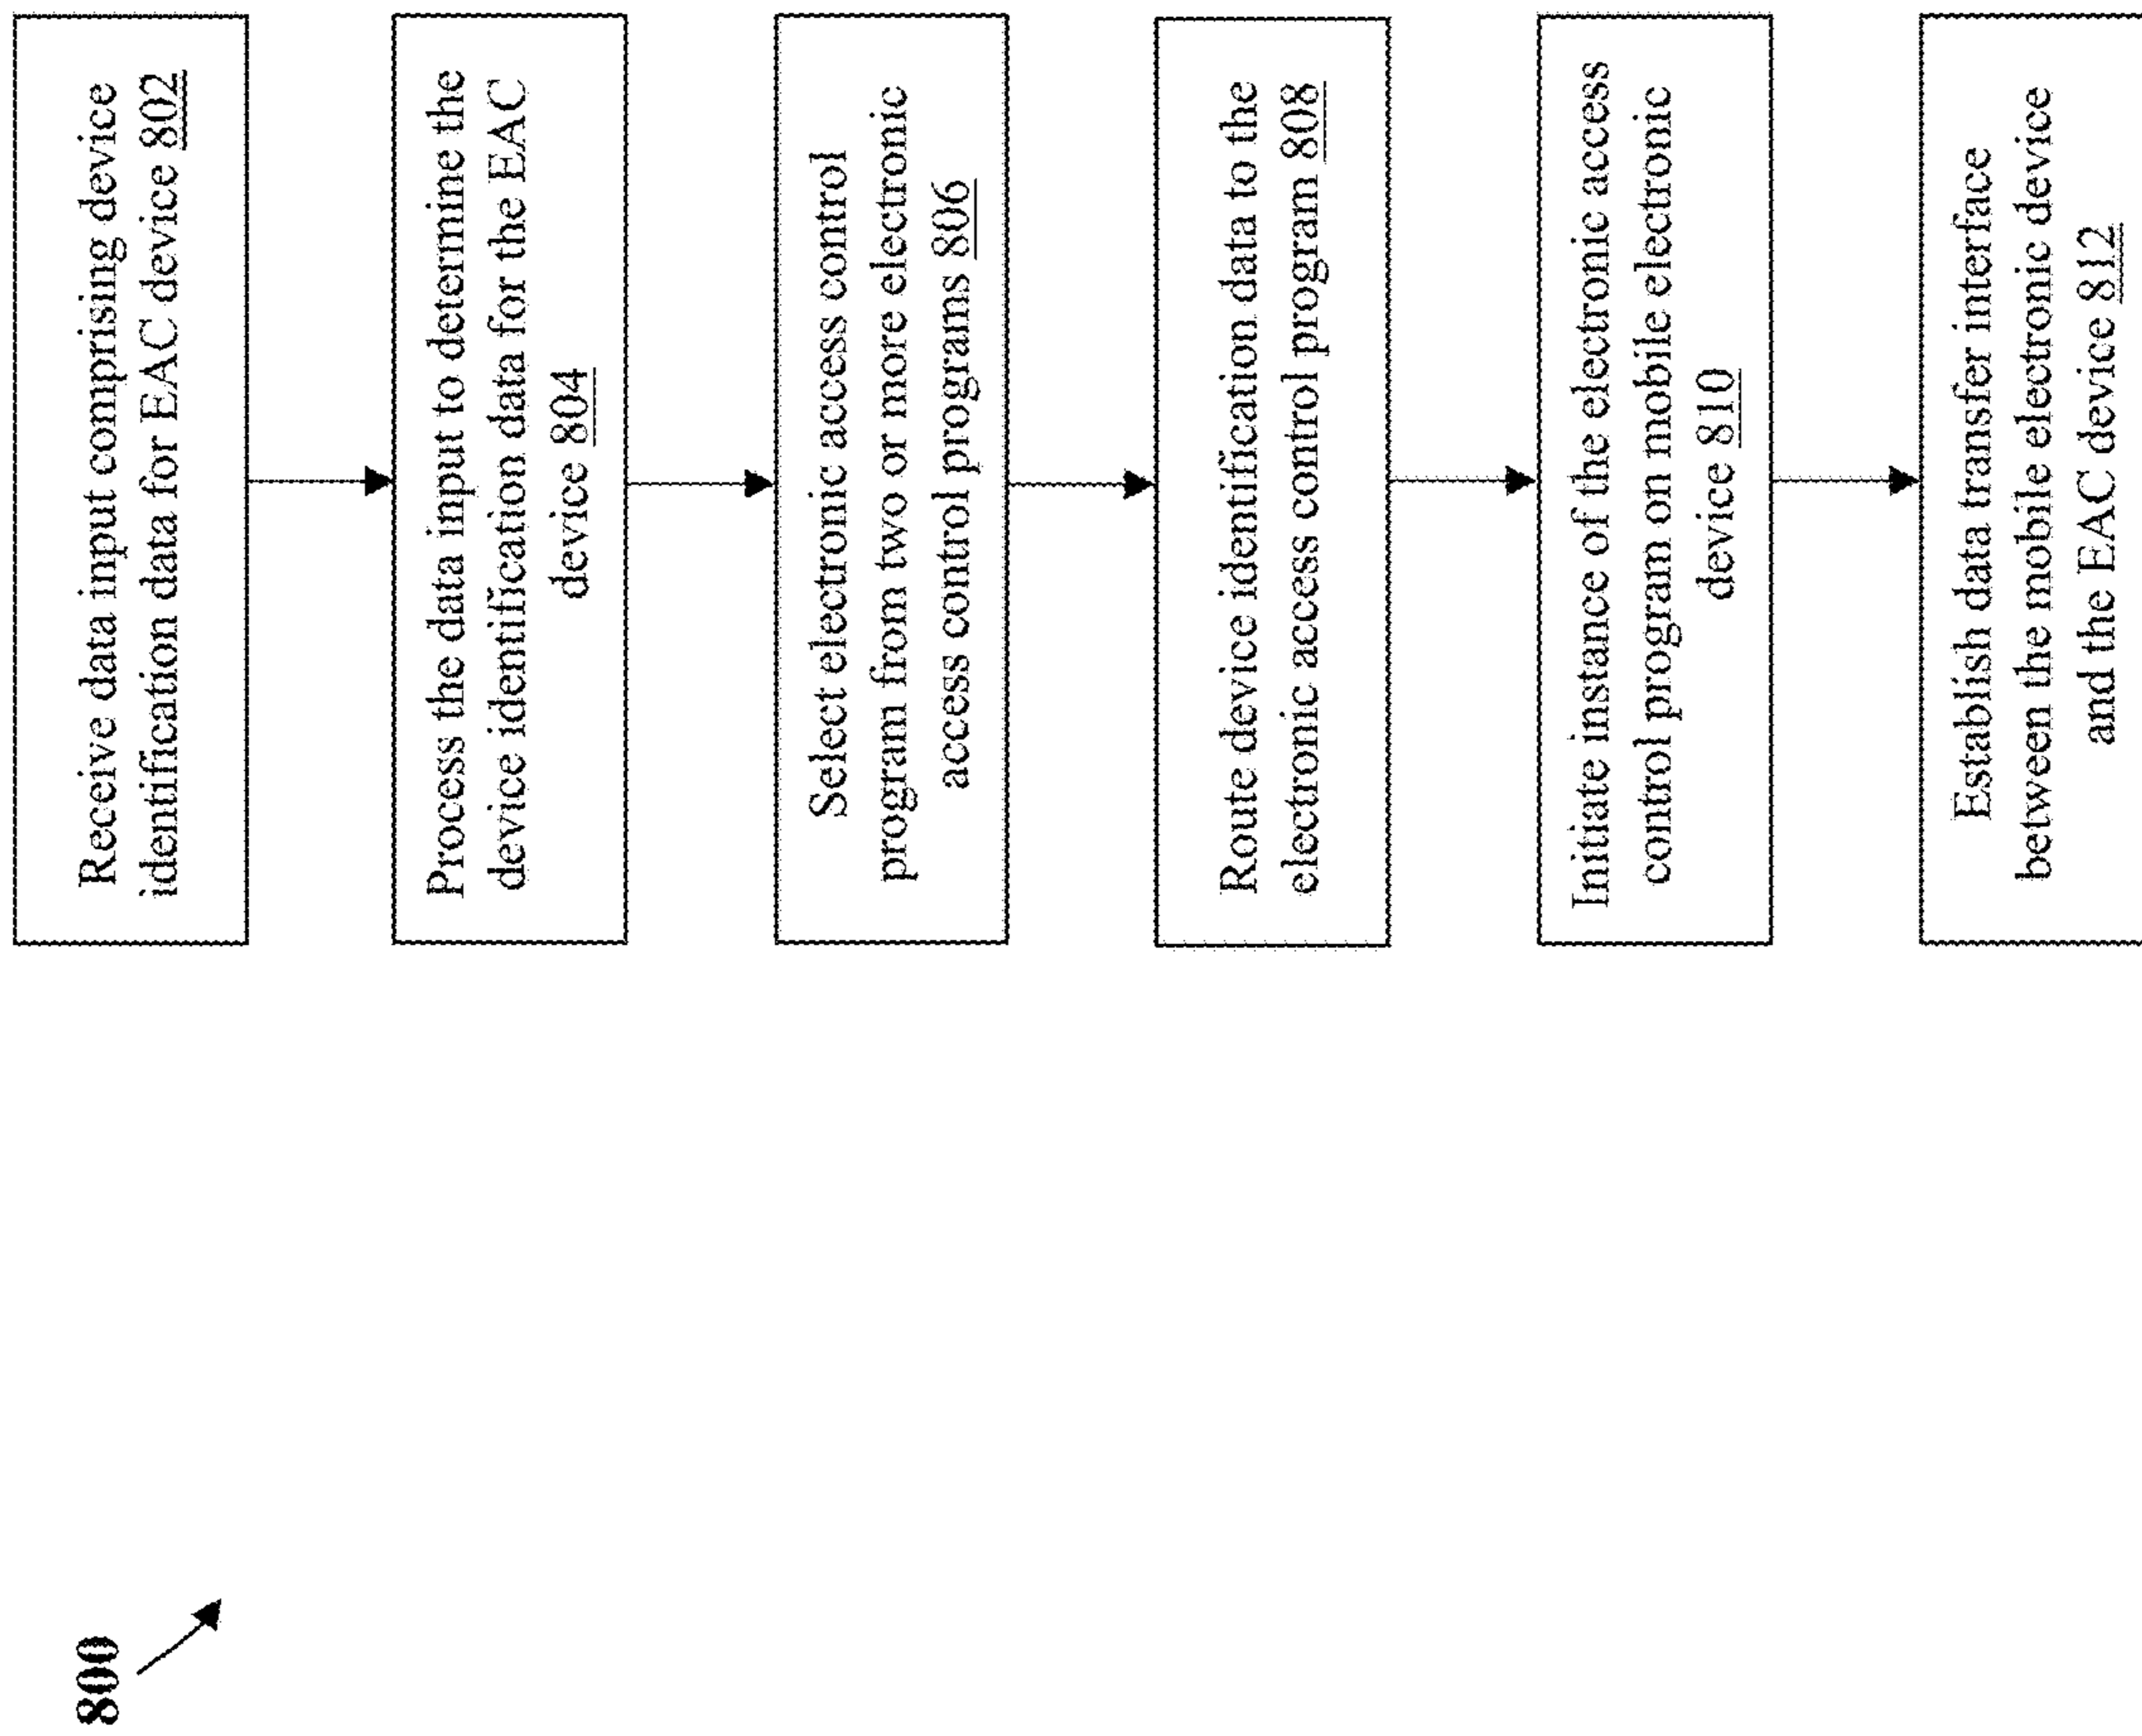 800
Receive data input comprising device
identification data for EAC device 802
Process the data input to determine the
device identification data for the EAC
device 804
Select electronic access control
program from two or more electronic
access control programs 806
Route device identification data to the
electronic access control program 808
Initiate instance of the electronic access
control program on mobile electronic
device 810
Establish data transfer interface
between the mobile electronic device
and the EAC device 812